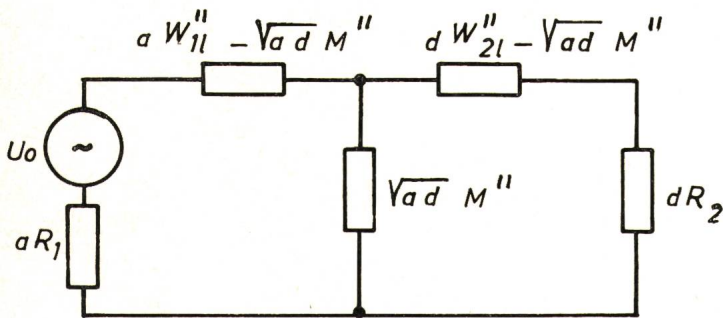 a W"1l – √ad M"
d W"2l – √ad M"
Uo
~
√ad M"
aR1
dR2